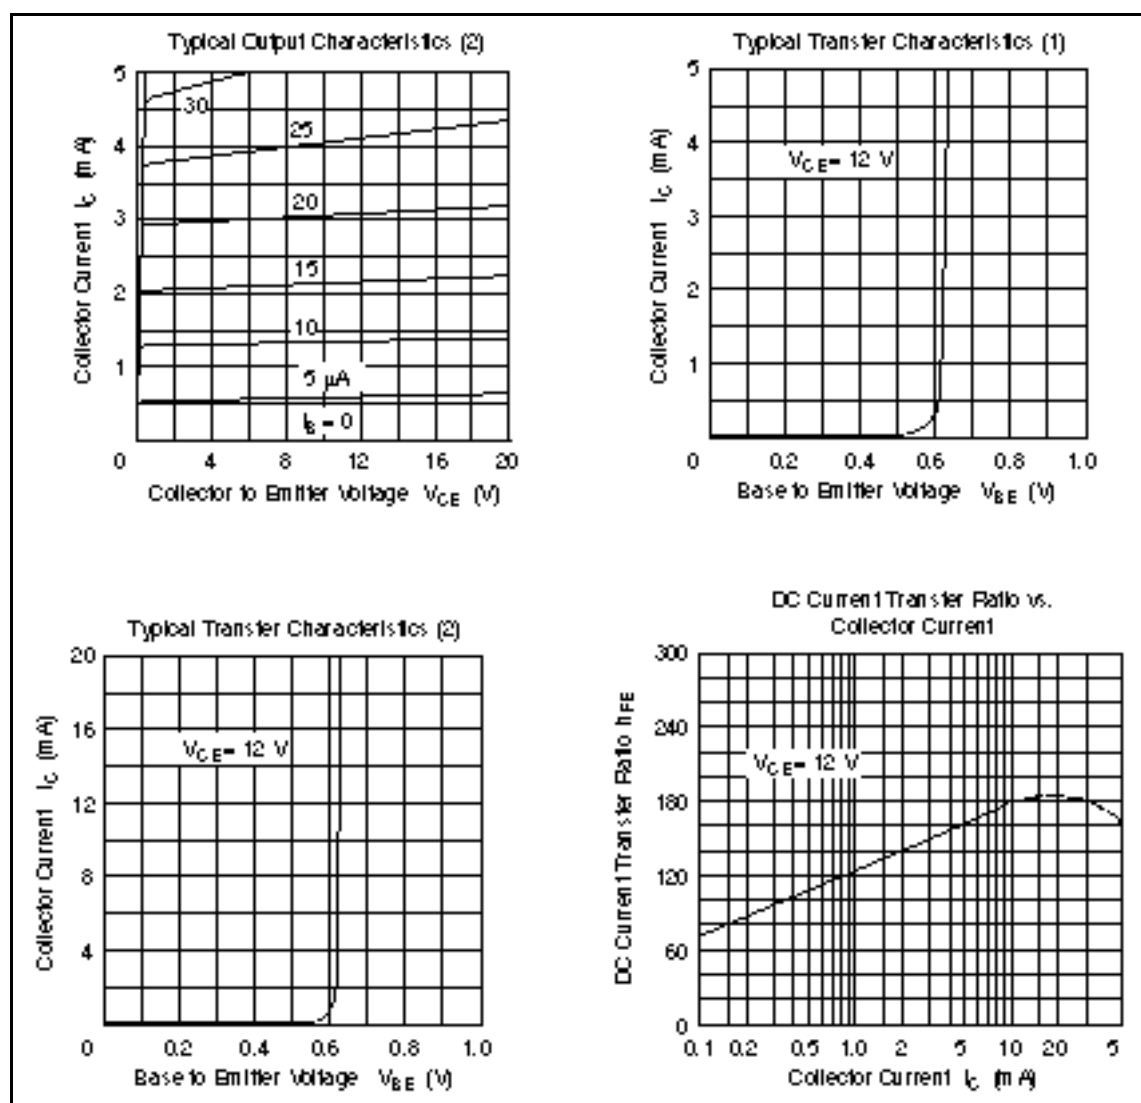 Typical Output Characteristics (2)
Collector Current I_C (mA)
5
4
3
2
1
0
30
25
20
15
10
5 μA
I_B = 0
0 4 8 12 16 20
Collector to Emitter Voltage V_CE (V)
Typical Transfer Characteristics (1)
Collector Current I_C (mA)
5
4
3
2
1
V_CE= 12 V
0 0.2 0.4 0.6 0.8 1.0
Base to Emitter Voltage V_BE (V)
Typical Transfer Characteristics (2)
Collector Current I_C (mA)
20
16
12
8
4
V_CE= 12 V
0 0.2 0.4 0.6 0.8 1.0
Base to Emitter Voltage V_BE (V)
DC Current Transfer Ratio vs.
Collector Current
DC Current Transfer Ratio h_FE
300
240
180
120
60
0
V_CE= 12 V
0.1 0.2 0.5 1.0 2 5 10 20 5
Collector Current I_C (mA)